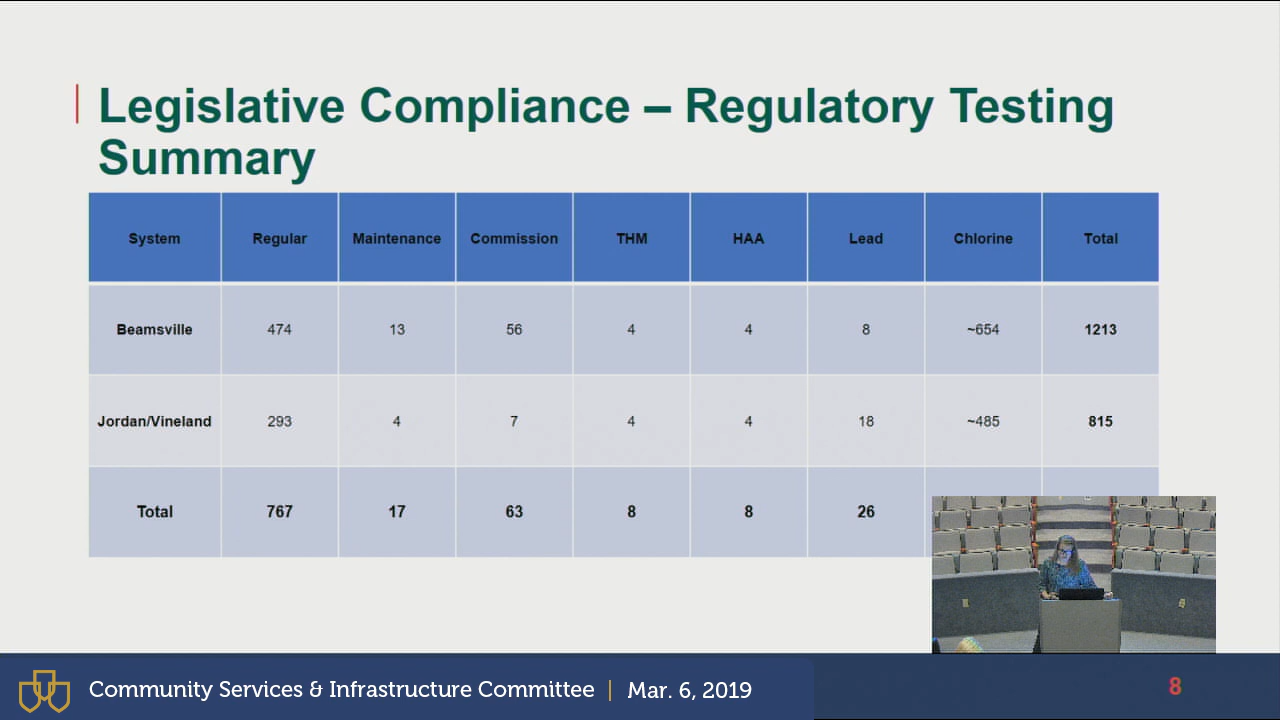 Legislative Compliance – Regulatory Testing
Summary
System Regular Maintenance Commission THM HAA Lead Chlorine Total
Beamsville 474 13 56 4 4 8 ~654 1213
Jordan/Vineland 293 4 7 4 4 18 ~485 815
Total 767 17 63 8 8 26
Community Services & Infrastructure Committee | Mar. 6, 2019
8